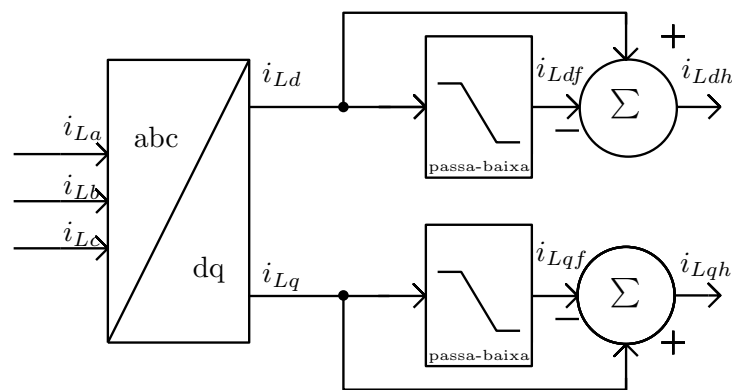 +
i_{Ld}
i_{Ldf}
i_{Ldh}
Σ
−
i_{La}
abc
passa-baixa
i_{Lb}
i_{Lc}
dq
i_{Lq}
i_{Lqf}
i_{Lqh}
Σ
−
+
passa-baixa